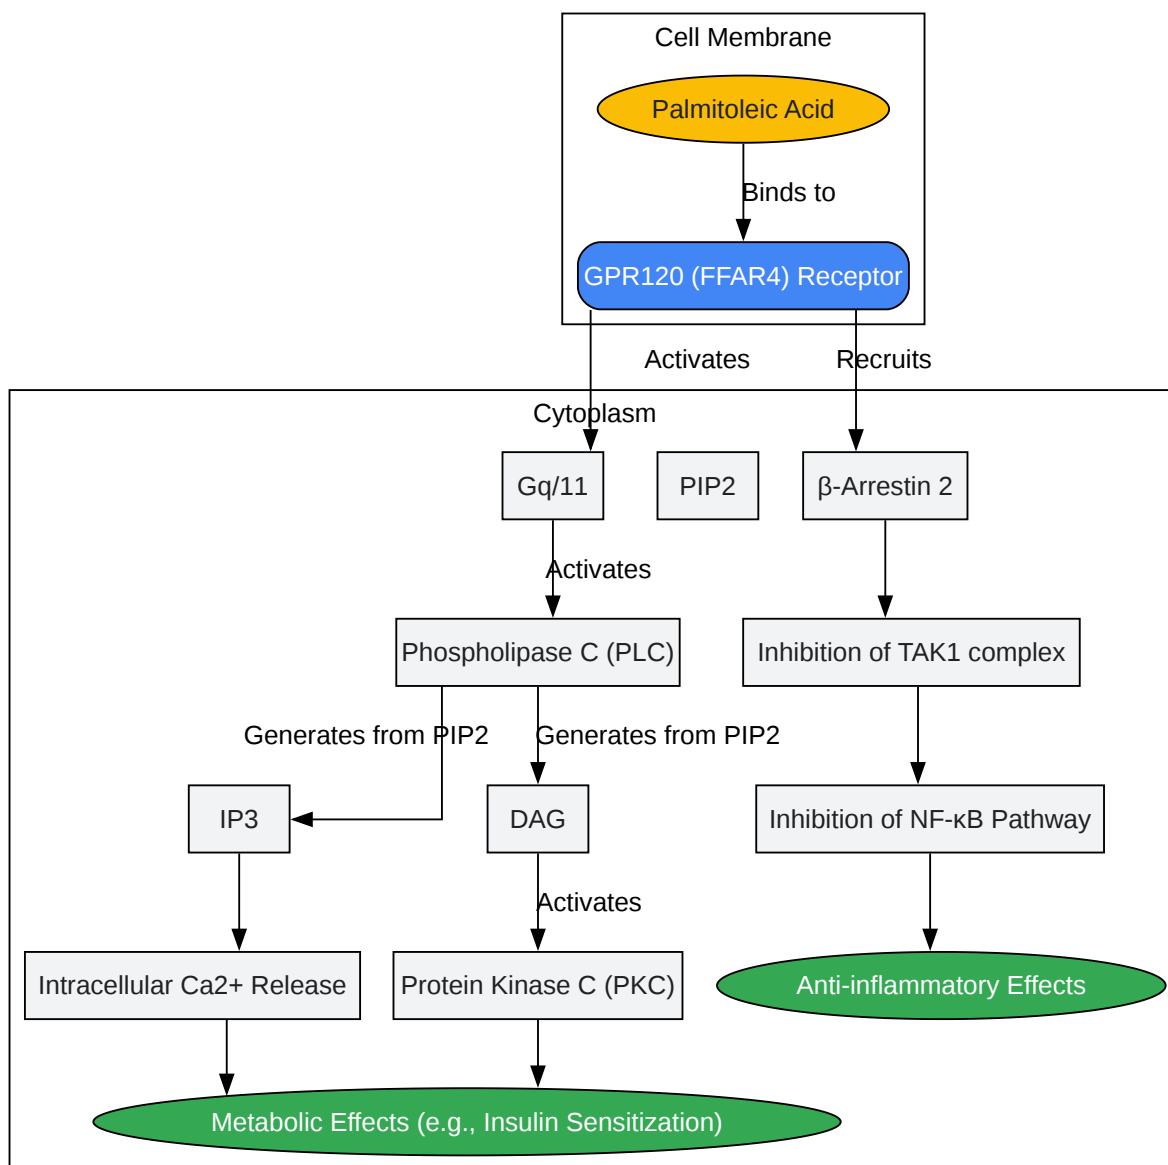 Cell Membrane
Palmitoleic Acid
Binds to
GPR120 (FFAR4) Receptor
Activates
Recruits
Cytoplasm
Gq/11
PIP2
β-Arrestin 2
Activates
Phospholipase C (PLC)
Inhibition of TAK1 complex
Generates from PIP2
Generates from PIP2
IP3
DAG
Inhibition of NF-κB Pathway
Activates
Intracellular Ca2+ Release
Protein Kinase C (PKC)
Anti-inflammatory Effects
Metabolic Effects (e.g., Insulin Sensitization)